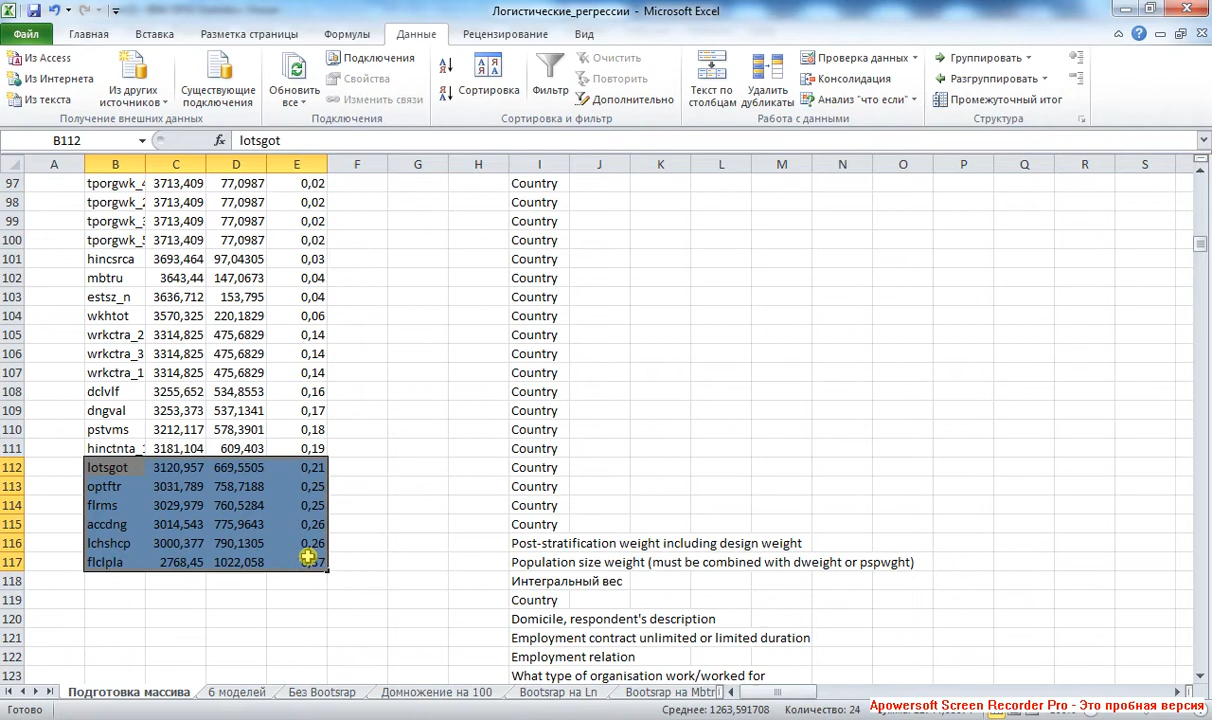 Логистические_регрессии - Microsoft Excel
Файл Главная Вставка Разметка страницы Формулы Данные Рецензирование Вид
Из Access
Из Интернета
Из текста
Из других источников
Существующие подключения
Получение внешних данных
Обновить все
Подключения
Свойства
Изменить связи
Подключения
Сортировка
Фильтр
Очистить
Повторить
Дополнительно
Сортировка и фильтр
Текст по столбцам
Удалить дубликаты
Проверка данных
Консолидация
Анализ "что если"
Работа с данными
Группировать
Разгруппировать
Промежуточный итог
Структура
B112 fx lotsgot
A B C D E F G H I J K L M N O P Q R S
97 tporgwk_4 3713,409 77,0987 0,02 Country
98 tporgwk_2 3713,409 77,0987 0,02 Country
99 tporgwk_3 3713,409 77,0987 0,02 Country
100 tporgwk_5 3713,409 77,0987 0,02 Country
101 hincsrca 3693,464 97,04305 0,03 Country
102 mbtru 3643,44 147,0673 0,04 Country
103 estsz_n 3636,712 153,795 0,04 Country
104 wkhtot 3570,325 220,1829 0,06 Country
105 wrkctra_2 3314,825 475,6829 0,14 Country
106 wrkctra_3 3314,825 475,6829 0,14 Country
107 wrkctra_1 3314,825 475,6829 0,14 Country
108 dclvlf 3255,652 534,8553 0,16 Country
109 dngval 3253,373 537,1341 0,17 Country
110 pstvms 3212,117 578,3901 0,18 Country
111 hinctnta_1 3181,104 609,403 0,19 Country
112 lotsgot 3120,957 669,5505 0,21 Country
113 optftr 3031,789 758,7188 0,25 Country
114 flrms 3029,979 760,5284 0,25 Country
115 accdng 3014,543 775,9643 0,26 Country
116 lchshcp 3000,377 790,1305 0,26 Post-stratification weight including design weight
117 flclpla 2768,45 1022,058 Population size weight (must be combined with dweight or pspwght)
118 Интегральный вес
119 Country
120 Domicile, respondent's description
121 Employment contract unlimited or limited duration
122 Employment relation
123 What type of organisation work/worked for
Подготовка массива 6 моделей Без Bootsrap Домножение на 100 Bootsrap на Ln Bootsrap на Mbtr
Готово Среднее: 1263,591708 Количество: 24
Apowersoft Screen Recorder Pro - Это пробная версия